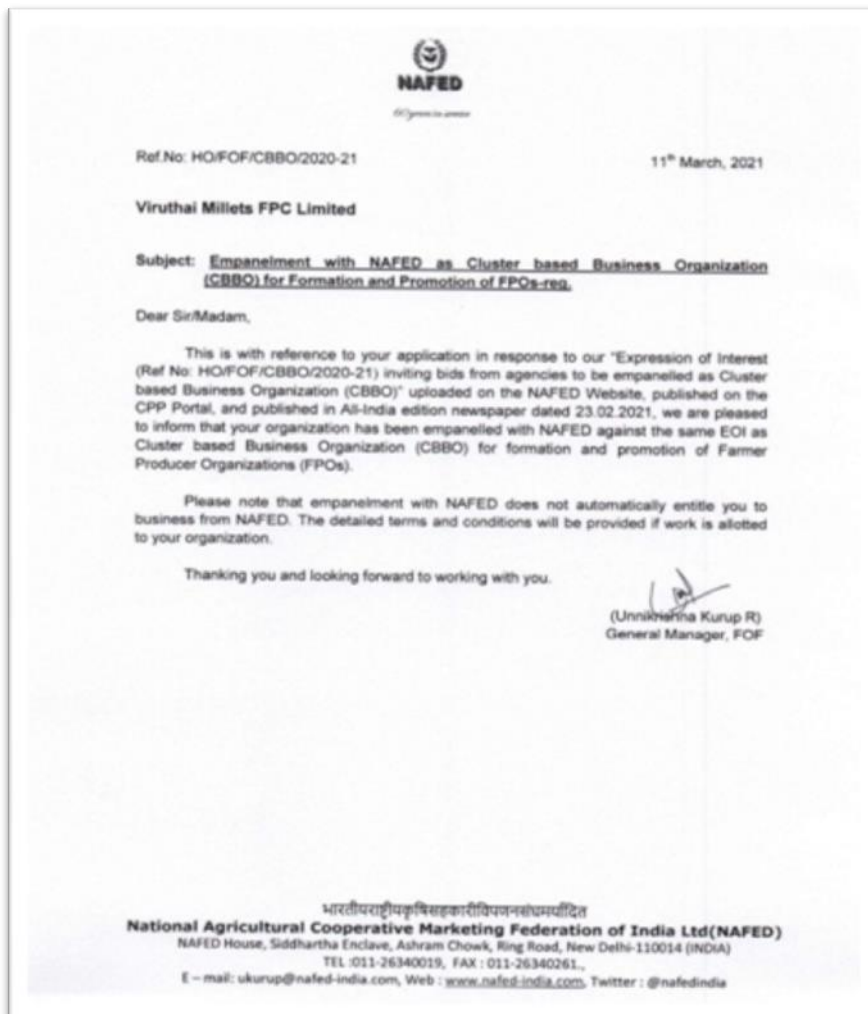 NAFED
Ref.No: HO/FOF/CBBO/2020-21
11th March, 2021
Viruthai Millets FPC Limited
Subject: Empanelment with NAFED as Cluster based Business Organization
(CBBO) for Formation and Promotion of FPOs-reg.
Dear Sir/Madam,
This is with reference to your application in response to our "Expression of Interest
(Ref No: HO/FOF/CBBO/2020-21) inviting bids from agencies to be empanelled as Cluster
based Business Organization (CBBO)" uploaded on the NAFED Website, published on the
CPP Portal, and published in All-India edition newspaper dated 23.02.2021, we are pleased
to inform that your organization has been empanelled with NAFED against the same EOI as
Cluster based Business Organization (CBBO) for formation and promotion of Farmer
Producer Organizations (FPOs).
Please note that empanelment with NAFED does not automatically entitle you to
business from NAFED. The detailed terms and conditions will be provided if work is allotted
to your organization.
Thanking you and looking forward to working with you.
(Unnikrishna Kurup R)
General Manager, FOF
भारतीयराष्ट्रीयकृषिसहकारीविपणनसंघमर्यादित
National Agricultural Cooperative Marketing Federation of India Ltd(NAFED)
NAFED House, Siddhartha Enclave, Ashram Chowk, Ring Road, New Delhi-110014 (INDIA)
TEL :011-26340019, FAX : 011-26340261.,
E – mail: ukurup@nafed-india.com, Web : www.nafed-india.com, Twitter : @nafedindia